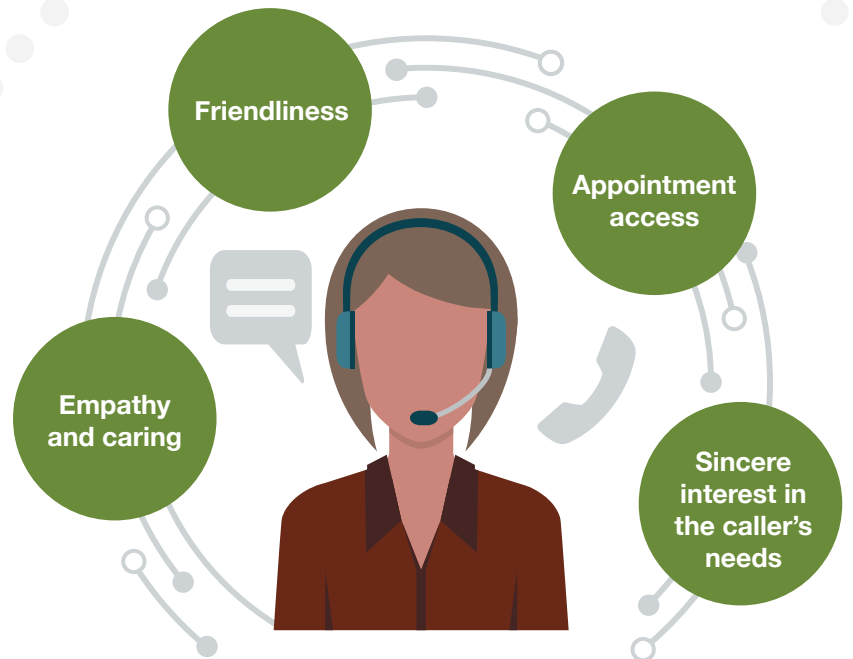 Friendliness
Appointment
access
Empathy
and caring
Sincere
interest in
the caller’s
needs